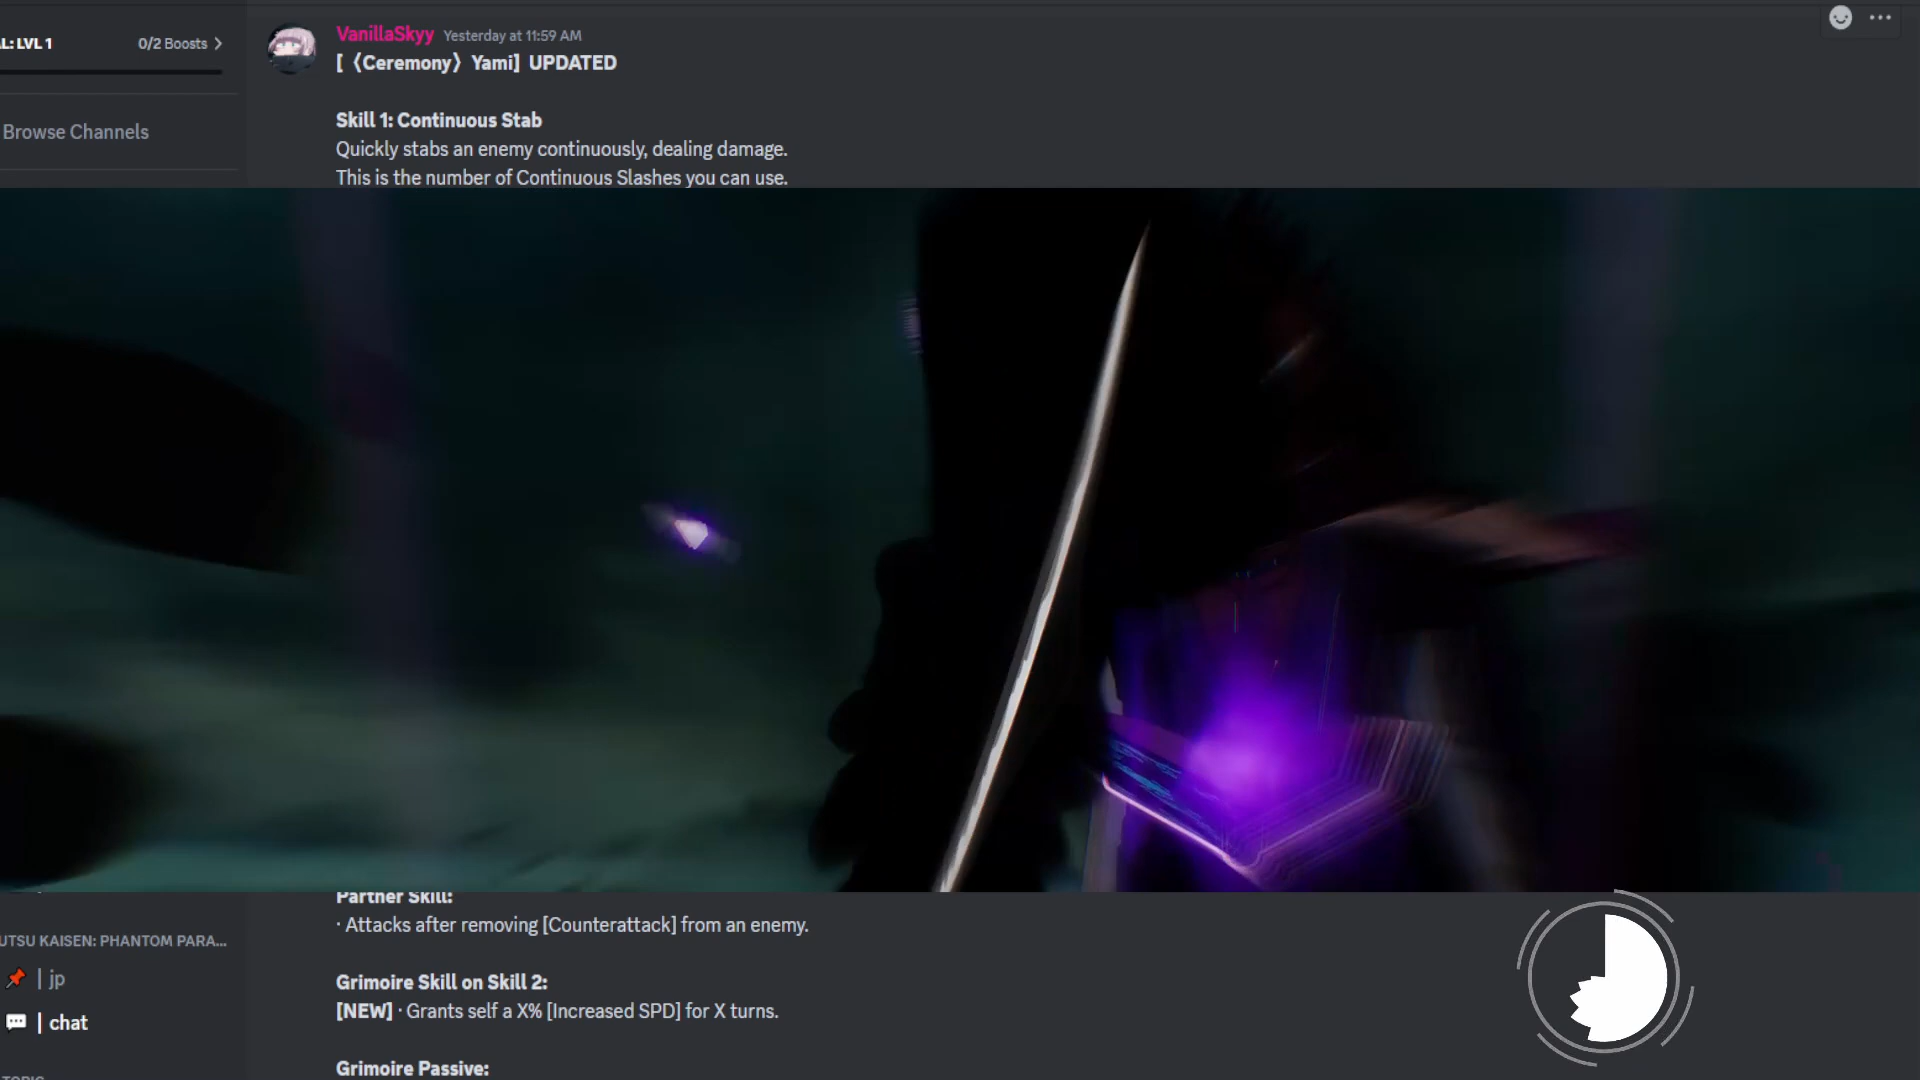 L: LVL 1
0/2 Boosts
Browse Channels
VanillaSkyy Yesterday at 11:59 AM
[ 《Ceremony》 Yami] UPDATED
Skill 1: Continuous Stab
Quickly stabs an enemy continuously, dealing damage.
This is the number of Continuous Slashes you can use.
Partner Skill:
· Attacks after removing [Counterattack] from an enemy.
UTSU KAISEN: PHANTOM PARA...
| jp
| chat
Grimoire Skill on Skill 2:
[NEW] · Grants self a X% [Increased SPD] for X turns.
Grimoire Passive:
TOPIC